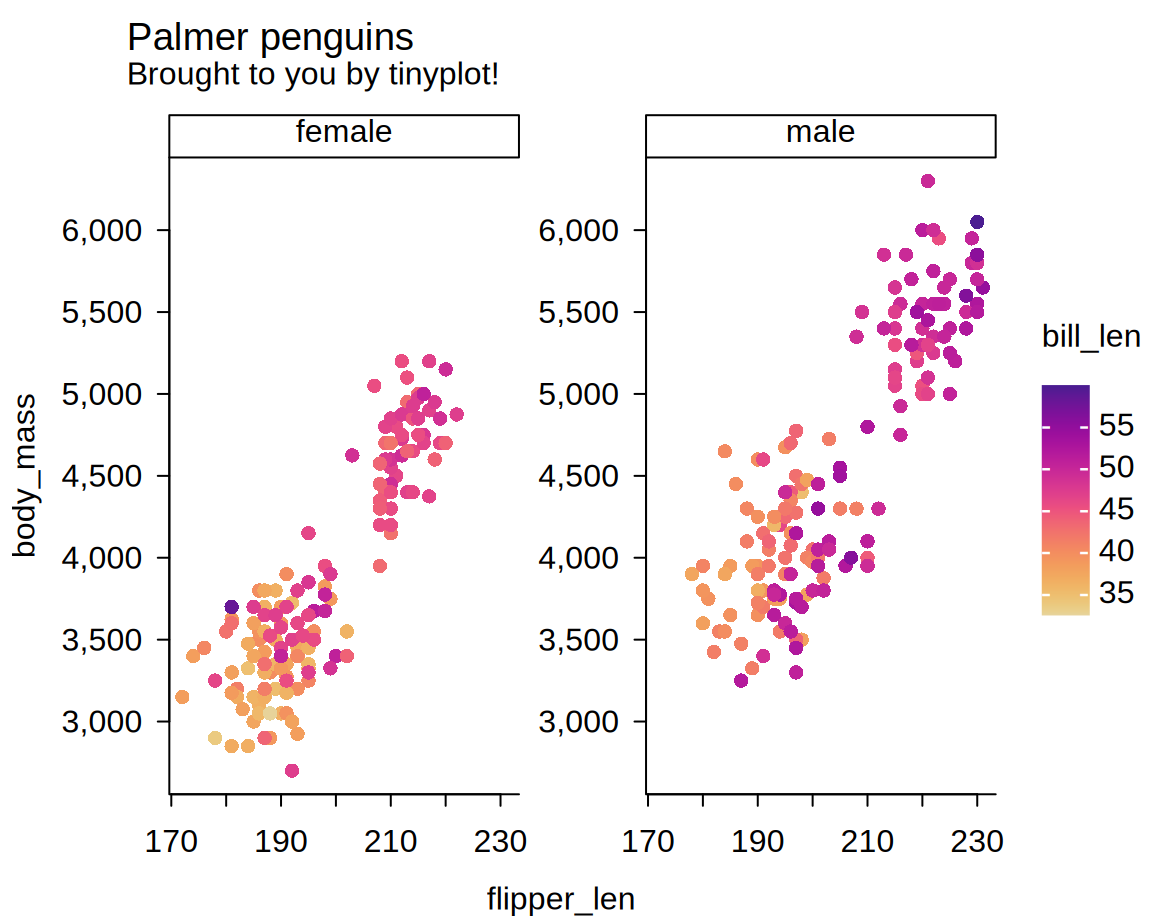 Palmer penguins
Brought to you by tinyplot!
female
male
body_mass
6,000
5,500
5,000
4,500
4,000
3,500
3,000
6,000
5,500
5,000
4,500
4,000
3,500
3,000
170 190 210 230
170 190 210 230
flipper_len
bill_len
55
50
45
40
35